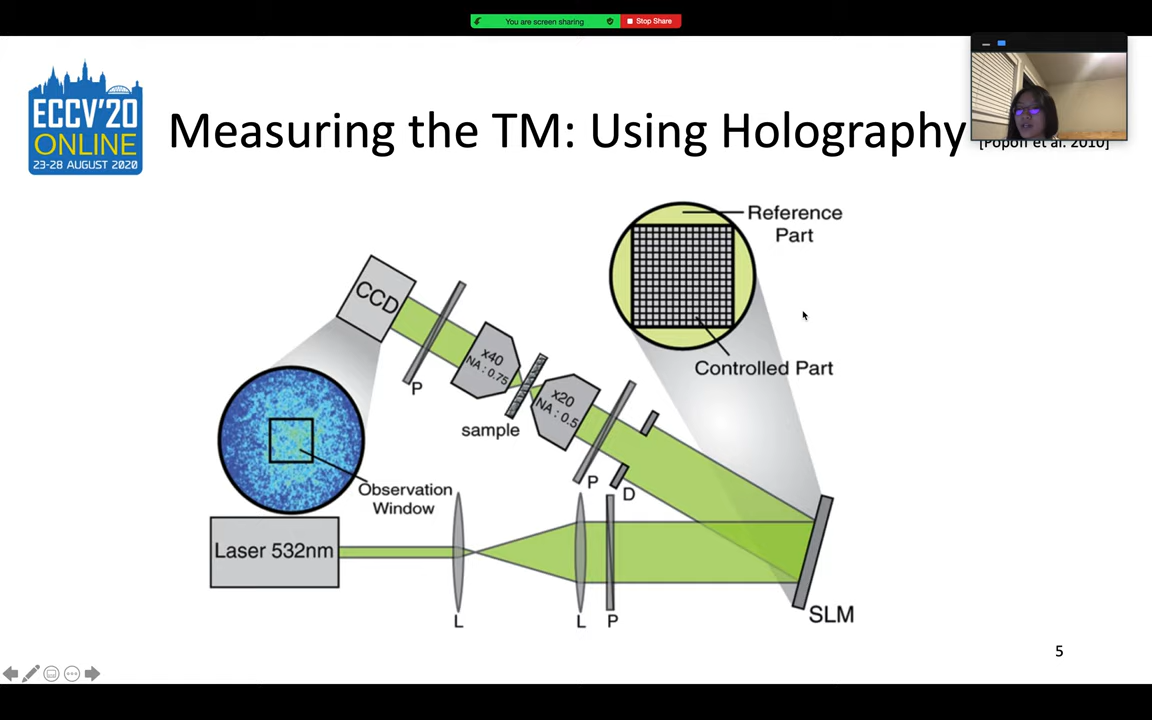 You are screen sharing
Stop Share
ECCV'20
ONLINE
23-28 AUGUST 2020
Measuring the TM: Using Holography
[Popoff et al. 2010]
Reference
Part
CCD
Controlled Part
x40
NA : 0.75
P
x20
NA : 0.5
sample
P
D
Observation
Window
Laser 532nm
L
L
P
SLM
5